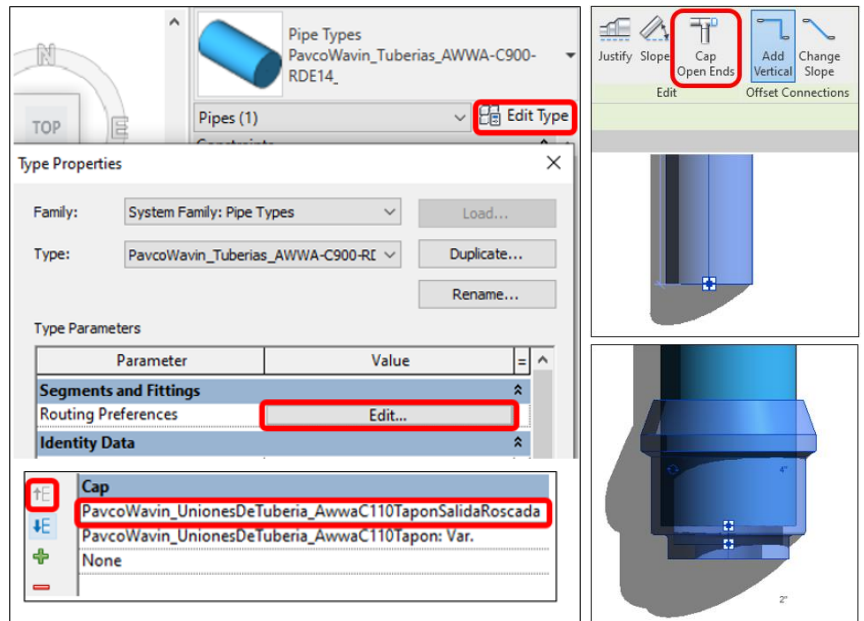 N
TOP
E
Pipe Types
PavcoWavin_Tuberias_AWWA-C900-
RDE14_
Pipes (1)
Edit Type
Type Properties
Family:
System Family: Pipe Types
Load...
Type:
PavcoWavin_Tuberias_AWWA-C900-RE
Duplicate...
Rename...
Type Parameters
Parameter Value =
Segments and Fittings
Routing Preferences Edit...
Identity Data
Cap
PavcoWavin_UnionesDeTuberia_AwwaC110TaponSalidaRoscada
PavcoWavin_UnionesDeTuberia_AwwaC110Tapon: Var.
None
Justify Slope Cap Open Ends
Add Vertical
Change Slope
Edit Offset Connections
4"
2"